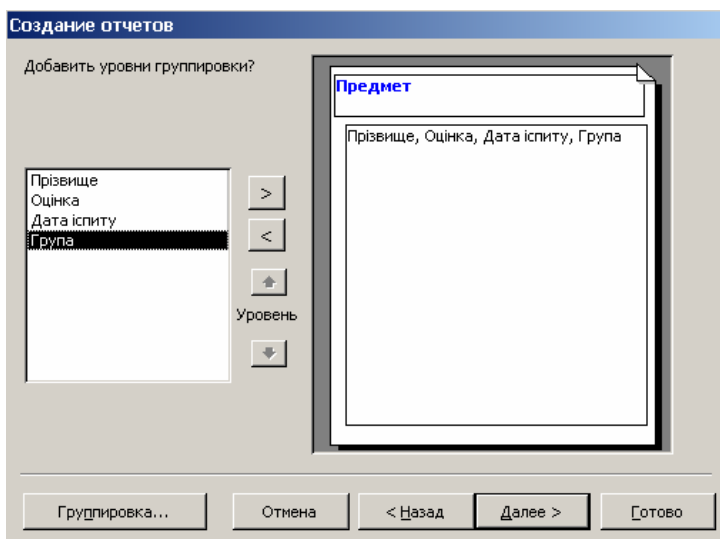 Создание отчетов
Добавить уровни группировки?
Предмет
Прізвище, Оцінка, Дата іспиту, Група
Прізвище
Оцінка
Дата іспиту
Група
>
<
Уровень
Группировка...
Отмена
< Назад
Далее >
Готово